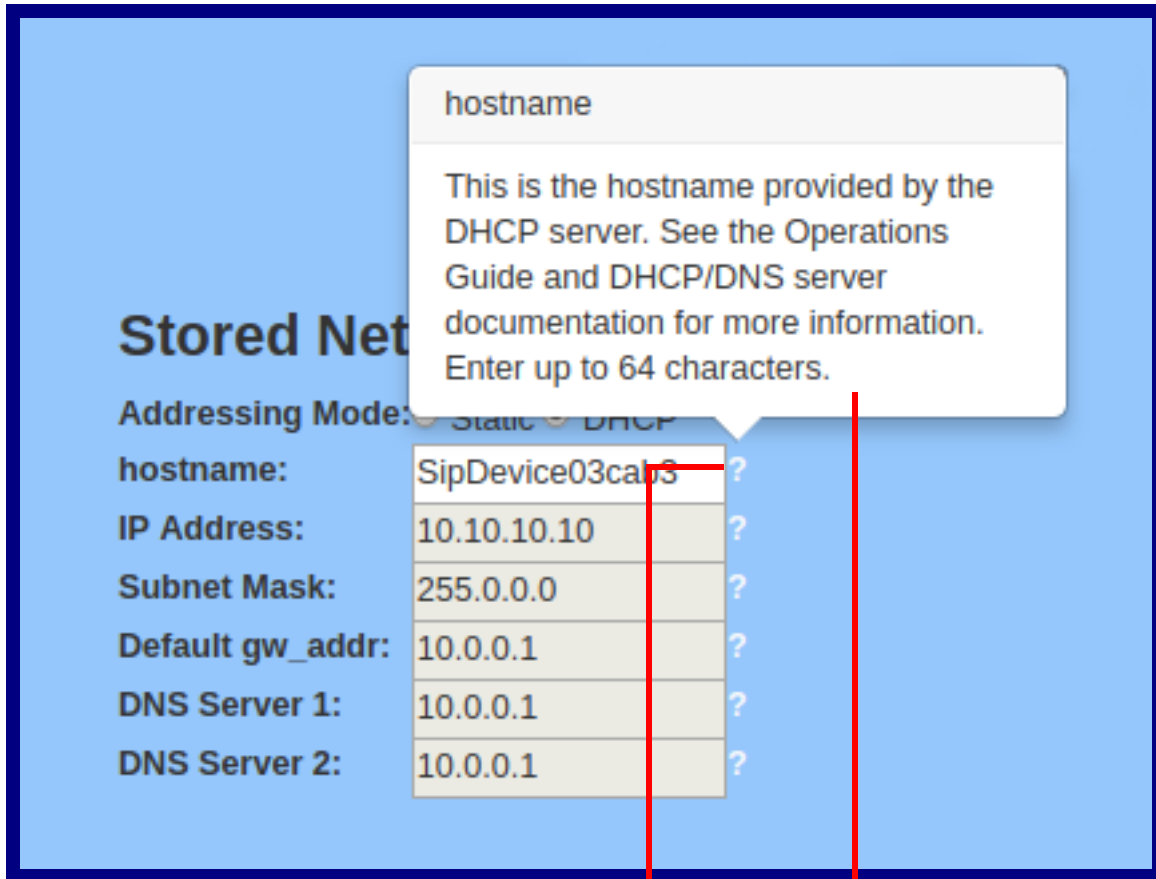 hostname
This is the hostname provided by the
DHCP server. See the Operations
Guide and DHCP/DNS server
documentation for more information.
Enter up to 64 characters.
Stored Net
Addressing Mode: Static DHCP
hostname: SipDevice03cab3 ?
IP Address: 10.10.10.10 ?
Subnet Mask: 255.0.0.0 ?
Default gw_addr: 10.0.0.1 ?
DNS Server 1: 10.0.0.1 ?
DNS Server 2: 10.0.0.1 ?